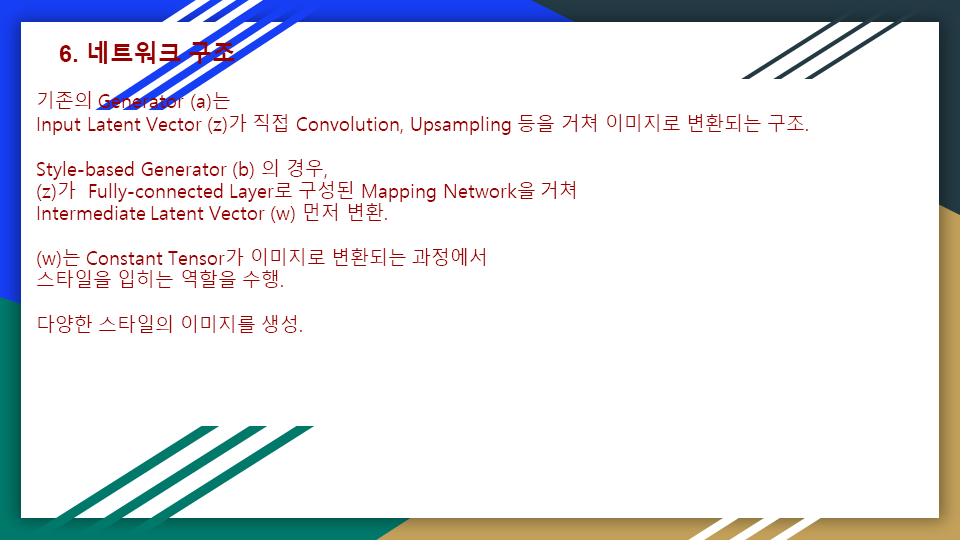 6. 네트워크 구조
기존의 Generator (a)는
Input Latent Vector (z)가 직접 Convolution, Upsampling 등을 거쳐 이미지로 변환되는 구조.
Style-based Generator (b) 의 경우,
(z)가  Fully-connected Layer로 구성된 Mapping Network을 거쳐
Intermediate Latent Vector (w) 먼저 변환.
(w)는 Constant Tensor가 이미지로 변환되는 과정에서
스타일을 입히는 역할을 수행.
다양한 스타일의 이미지를 생성.